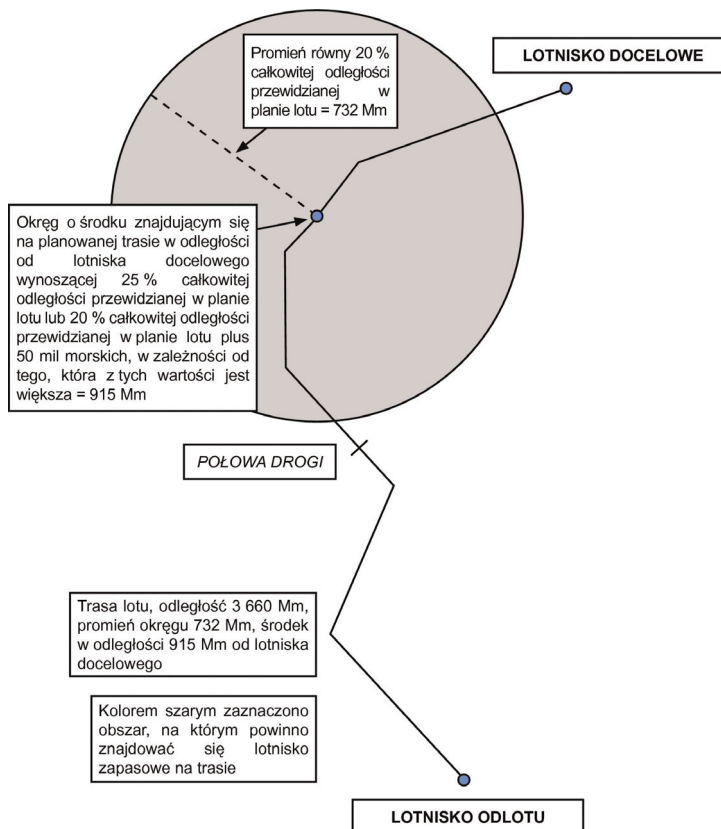 Promień równy 20 %
całkowitej odległości
przewidzianej w
planie lotu = 732 Mm
LOTNISKO DOCELOWE
Okręg o środku znajdującym się
na planowanej trasie w odległości
od lotniska docelowego
wynoszącej 25 % całkowitej
odległości przewidzianej w planie
lotu lub 20 % całkowitej odległości
przewidzianej w planie lotu plus
50 mil morskich, w zależności od
tego, która z tych wartości jest
większa = 915 Mm
POŁOWA DROGI
Trasa lotu, odległość 3 660 Mm,
promień okręgu 732 Mm, środek
w odległości 915 Mm od lotniska
docelowego
Kolorem szarym zaznaczono
obszar, na którym powinno
znajdować się lotnisko
zapasowe na trasie
LOTNISKO ODLOTU